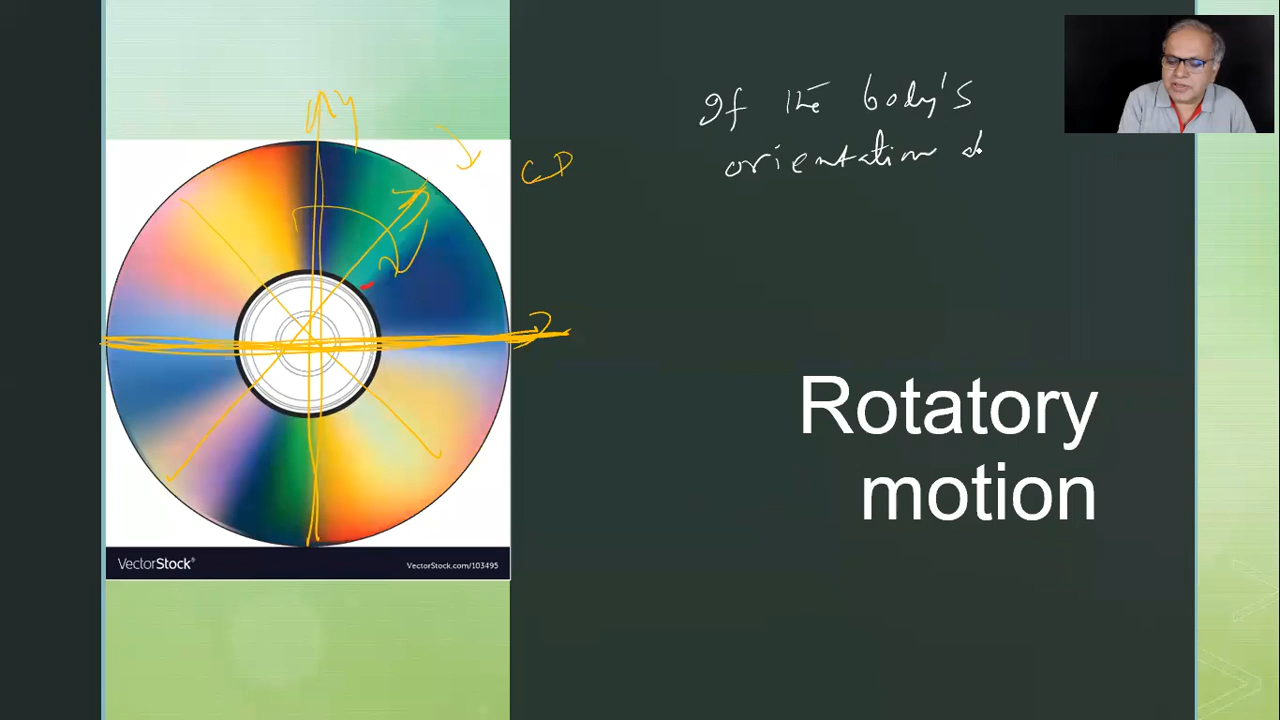 y
CD
If the body's
orientation
Rotatory
motion
VectorStock®
VectorStock.com/103495